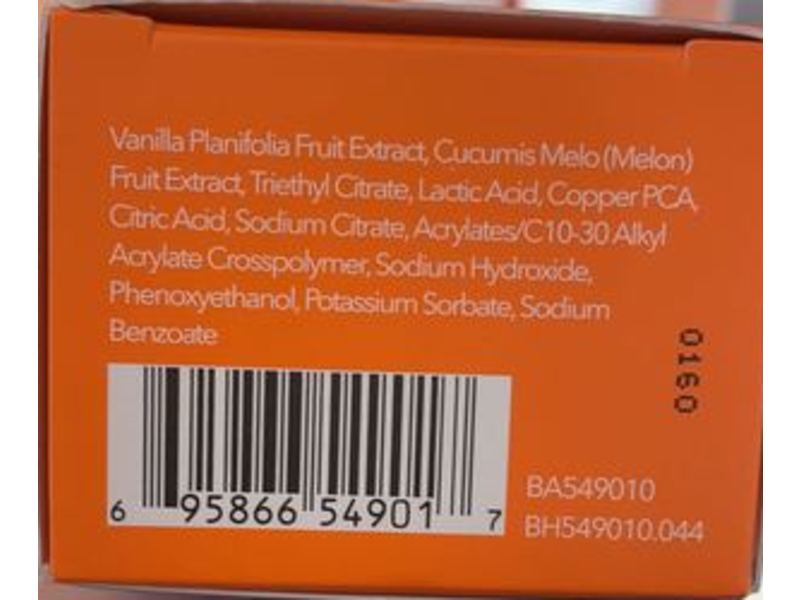 Vanilla Planifolia Fruit Extract, Cucumis Melo (Melon)
Fruit Extract, Triethyl Citrate, Lactic Acid, Copper PCA,
Citric Acid, Sodium Citrate, Acrylates/C10-30 Alkyl
Acrylate Crosspolymer, Sodium Hydroxide,
Phenoxyethanol, Potassium Sorbate, Sodium
Benzoate
0160
6 95866 54901 7
BA549010
BH549010.044